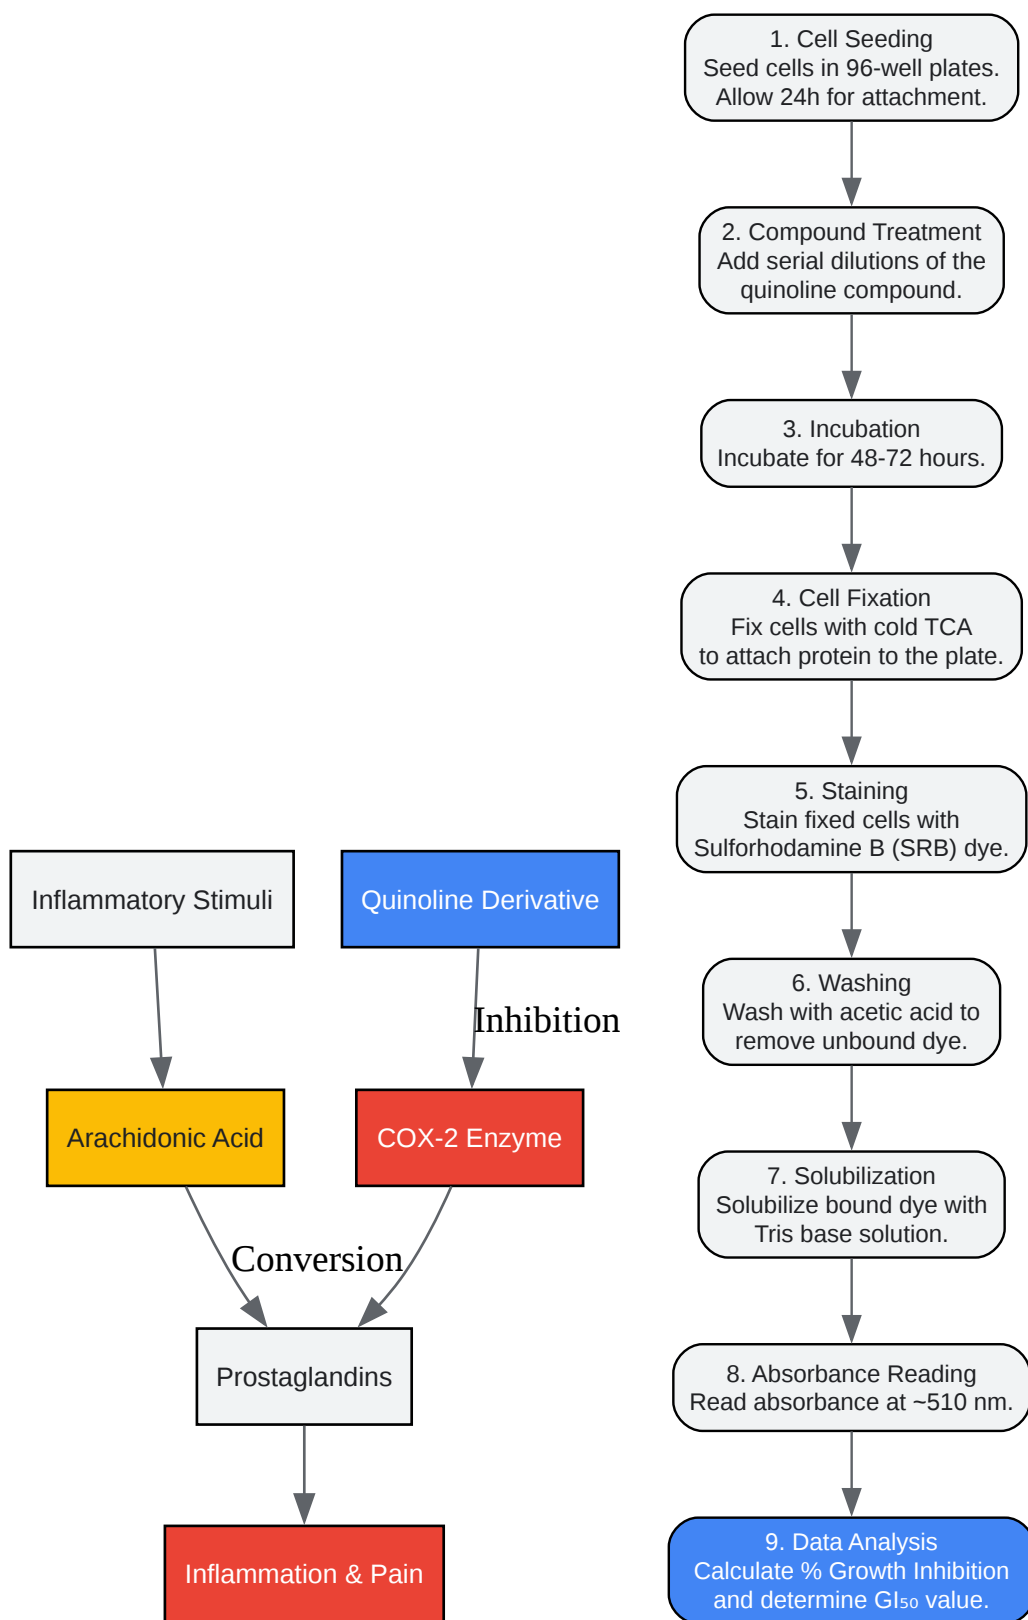 1. Cell Seeding
Seed cells in 96-well plates.
Allow 24h for attachment.
2. Compound Treatment
Add serial dilutions of the
quinoline compound.
3. Incubation
Incubate for 48-72 hours.
4. Cell Fixation
Fix cells with cold TCA
to attach protein to the plate.
5. Staining
Stain fixed cells with
Sulforhodamine B (SRB) dye.
6. Washing
Wash with acetic acid to
remove unbound dye.
7. Solubilization
Solubilize bound dye with
Tris base solution.
8. Absorbance Reading
Read absorbance at ~510 nm.
9. Data Analysis
Calculate % Growth Inhibition
and determine GI₅₀ value.
Inflammatory Stimuli
Quinoline Derivative
Inhibition
Arachidonic Acid
COX-2 Enzyme
Conversion
Prostaglandins
Inflammation & Pain